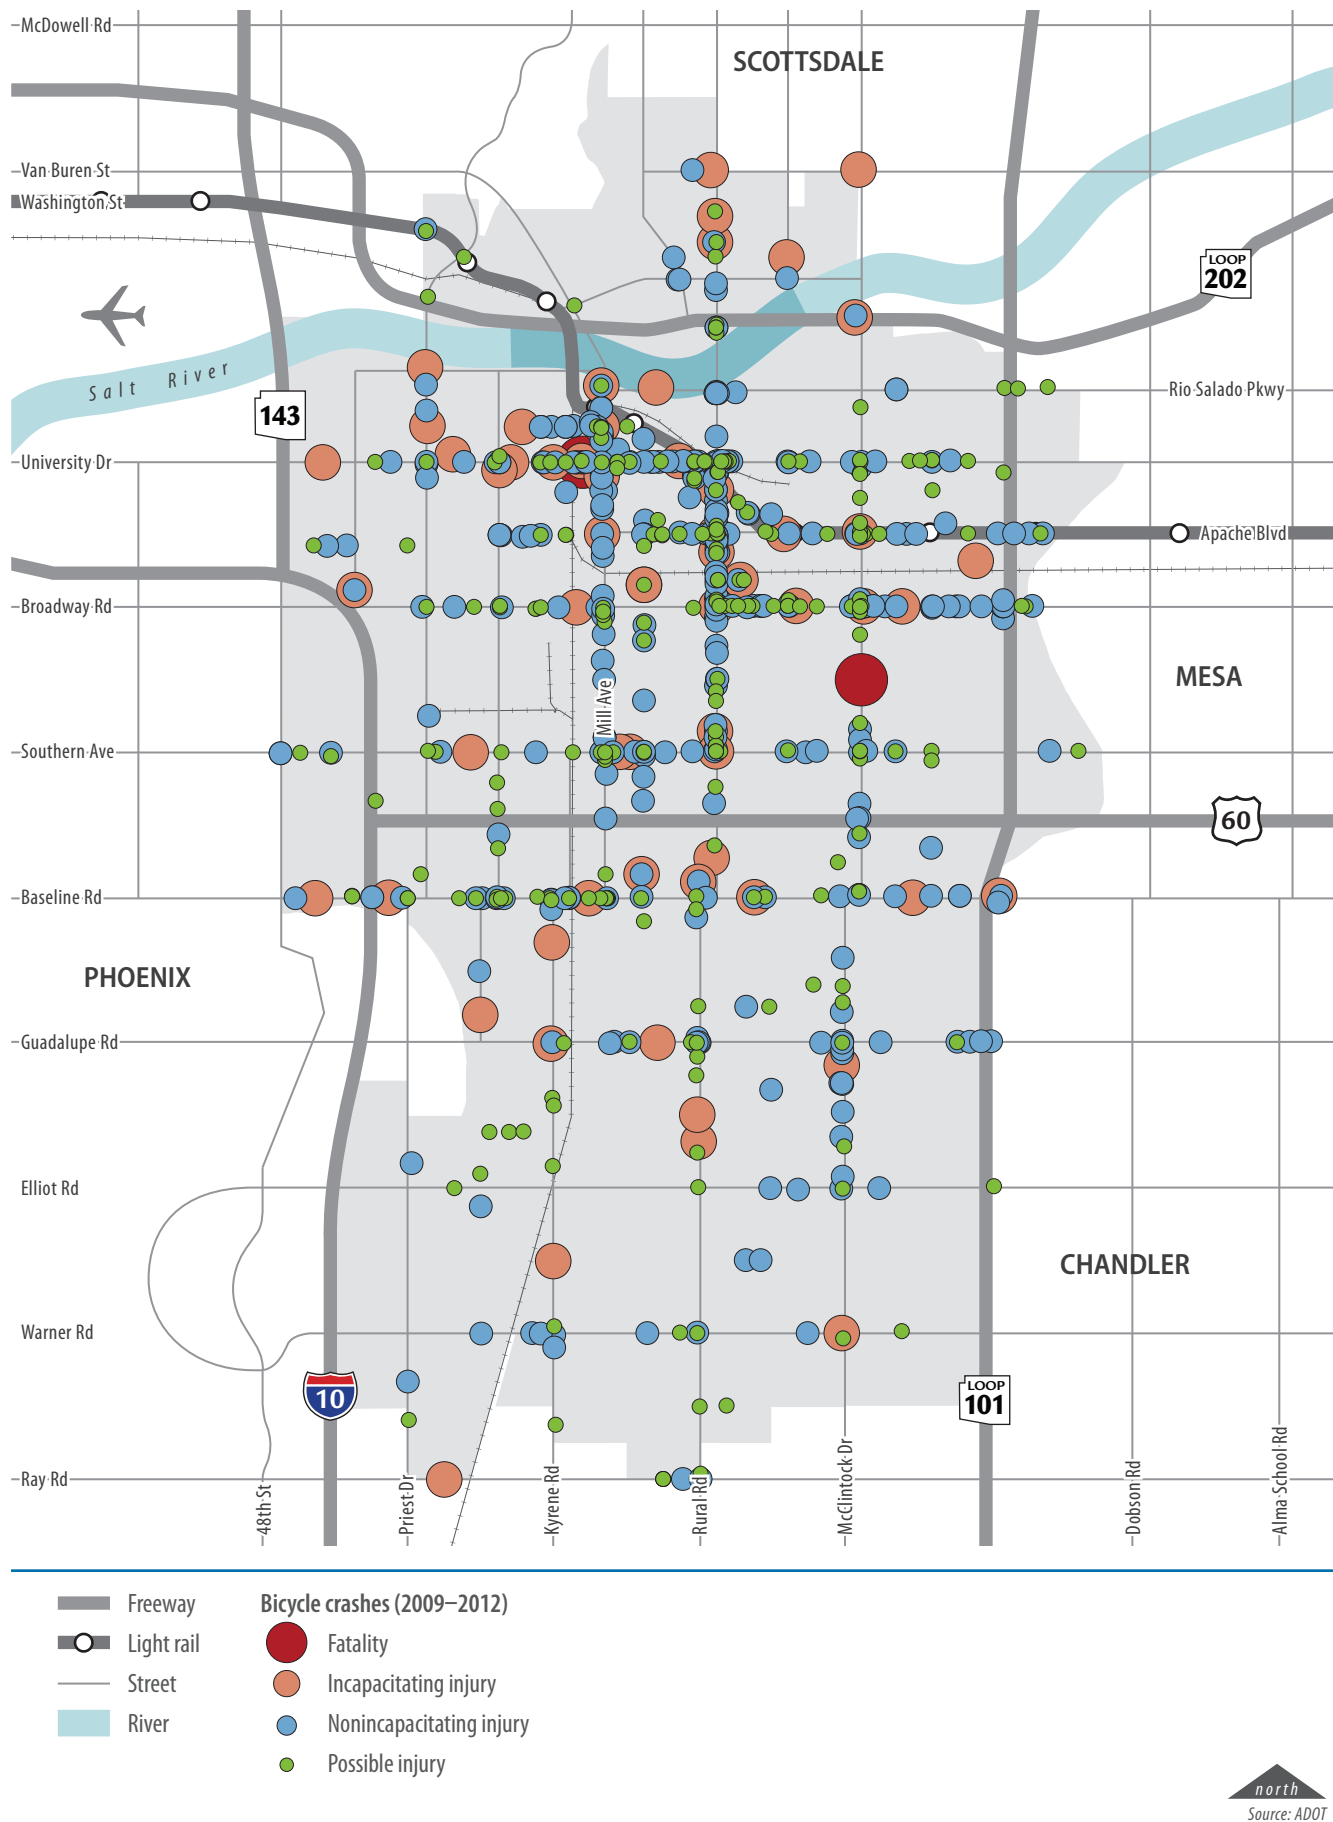 McDowell Rd
SCOTTSDALE
Van Buren St
Washington St
LOOP
202
Salt River
Rio Salado Pkwy
143
University Dr
Apache Blvd
Broadway Rd
MESA
Mill Ave
Southern Ave
60
Baseline Rd
PHOENIX
Guadalupe Rd
Elliot Rd
CHANDLER
Warner Rd
10
LOOP
101
Ray Rd
48th St
Priest Dr
Kyrene Rd
Rural Rd
McClintock Dr
Dobson Rd
Alma School Rd
Freeway
Light rail
Street
River
Bicycle crashes (2009–2012)
Fatality
Incapacitating injury
Nonincapacitating injury
Possible injury
north
Source: ADOT